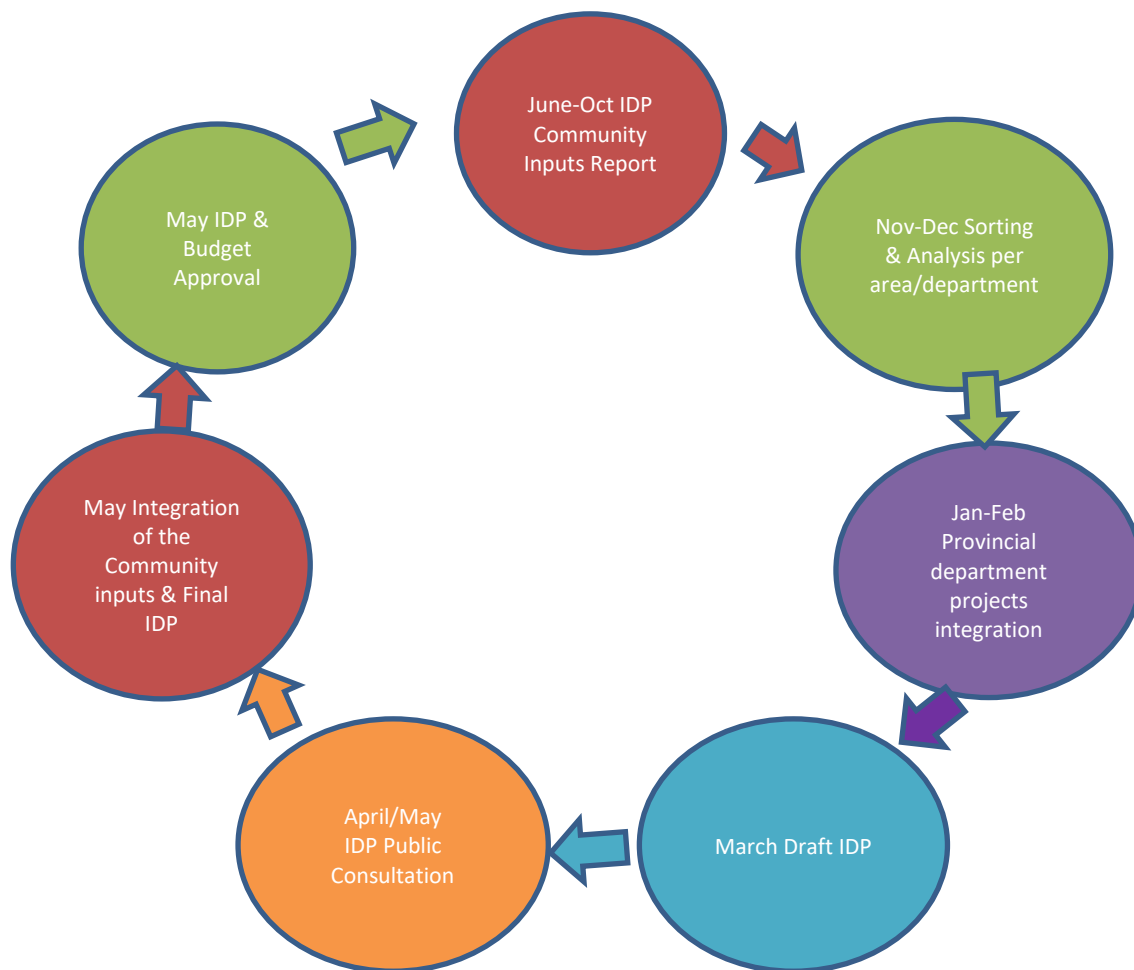 June-Oct IDP
Community
Inputs Report
Nov-Dec Sorting
& Analysis per
area/department
Jan-Feb
Provincial
department
projects
integration
March Draft IDP
April/May
IDP Public
Consultation
May Integration
of the
Community
inputs & Final
IDP
May IDP &
Budget
Approval